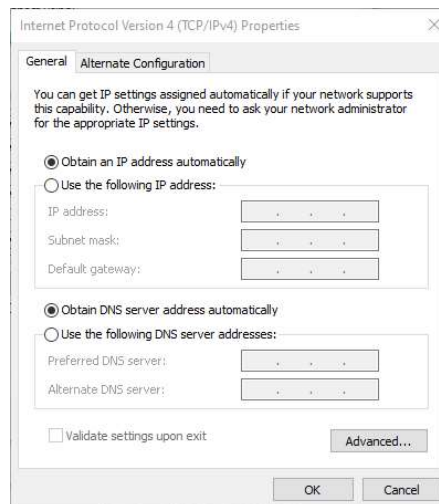 Internet Protocol Version 4 (TCP/IPv4) Properties
General
Alternate Configuration
You can get IP settings assigned automatically if your network supports
this capability. Otherwise, you need to ask your network administrator
for the appropriate IP settings.
Obtain an IP address automatically
Use the following IP address:
IP address:
Subnet mask:
Default gateway:
Obtain DNS server address automatically
Use the following DNS server addresses:
Preferred DNS server:
Alternate DNS server:
Validate settings upon exit
Advanced...
OK
Cancel